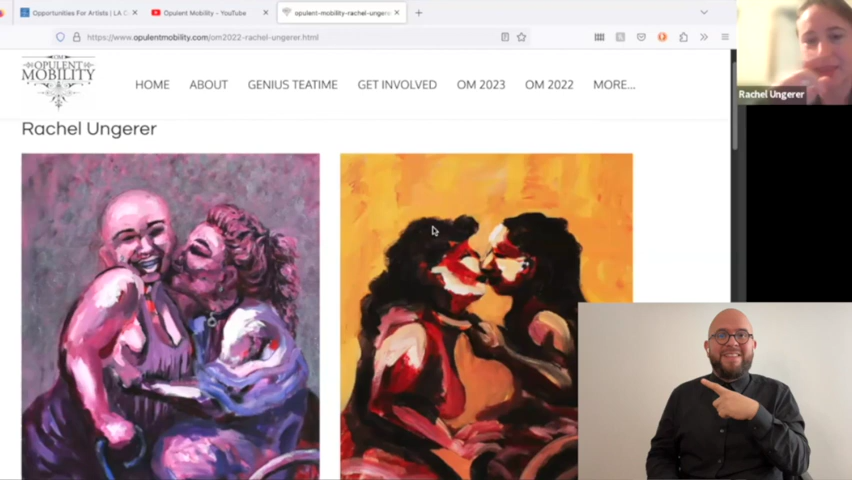 Opportunities For Artists | LA C
Opulent Mobility - YouTube
opulent-mobility-rachel-ungere
https://www.opulentmobility.com/om2022-rachel-ungerer.html
OM
OPULENT
MOBILITY
HOME
ABOUT
GENIUS TEATIME
GET INVOLVED
OM 2023
OM 2022
MORE...
Rachel Ungerer
Rachel Ungerer